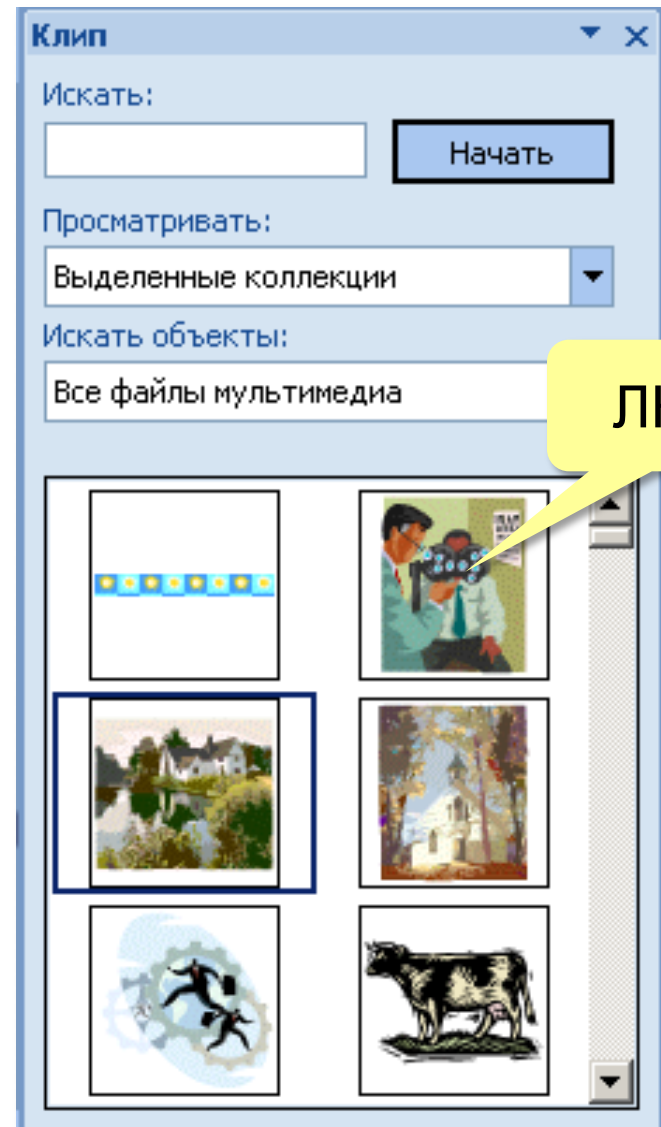 Клип
Искать:
Начать
Просматривать:
Выделенные коллекции
Искать объекты:
Все файлы мультимедиа